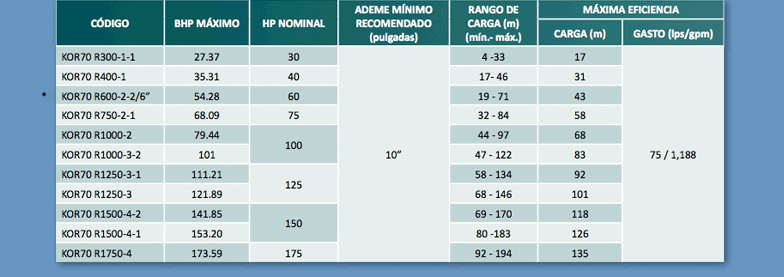 CÓDIGO BHP MÁXIMO HP NOMINAL ADEME MÍNIMO RECOMENDADO (pulgadas) RANGO DE CARGA (m) (mín.- máx.) MÁXIMA EFICIENCIA
CARGA (m) GASTO (lps/gpm)
KOR70 R300-1-1 27.37 30 4 -33 17
KOR70 R400-1 35.31 40 17- 46 31
* KOR70 R600-2-2/6” 54.28 60 19 - 71 43
KOR70 R750-2-1 68.09 75 32 - 84 58
KOR70 R1000-2 79.44 100 44 - 97 68
KOR70 R1000-3-2 101 10” 47 - 122 83 75 / 1,188
KOR70 R1250-3-1 111.21 125 58 - 134 92
KOR70 R1250-3 121.89 68 - 146 101
KOR70 R1500-4-2 141.85 150 69 - 170 118
KOR70 R1500-4-1 153.20 80 -183 126
KOR70 R1750-4 173.59 175 92 - 194 135